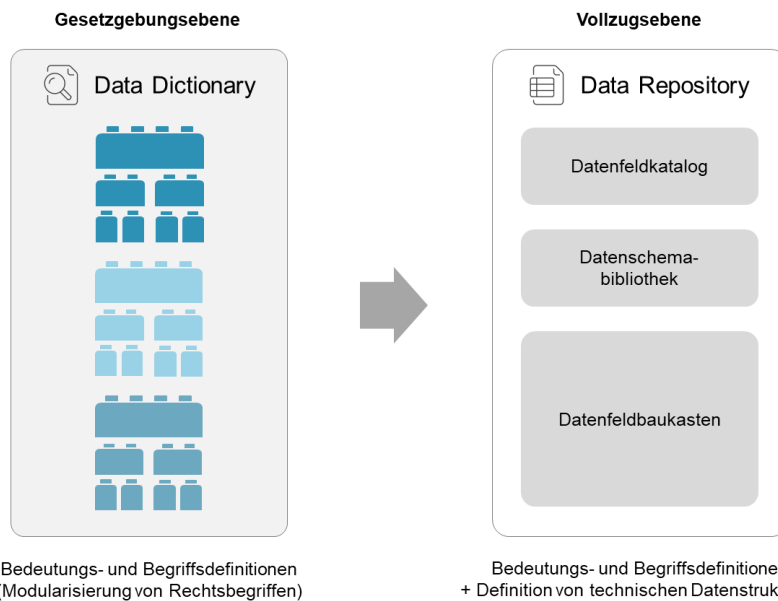 Gesetzgebungsebene
Data Dictionary
Bedeutungs- und Begriffsdefinitionen
(Modularisierung von Rechtsbegriffen)
Vollzugsebene
Data Repository
Datenfeldkatalog
Datenschema-
bibliothek
Datenfeldbaukasten
Bedeutungs- und
+ Definition von technischen